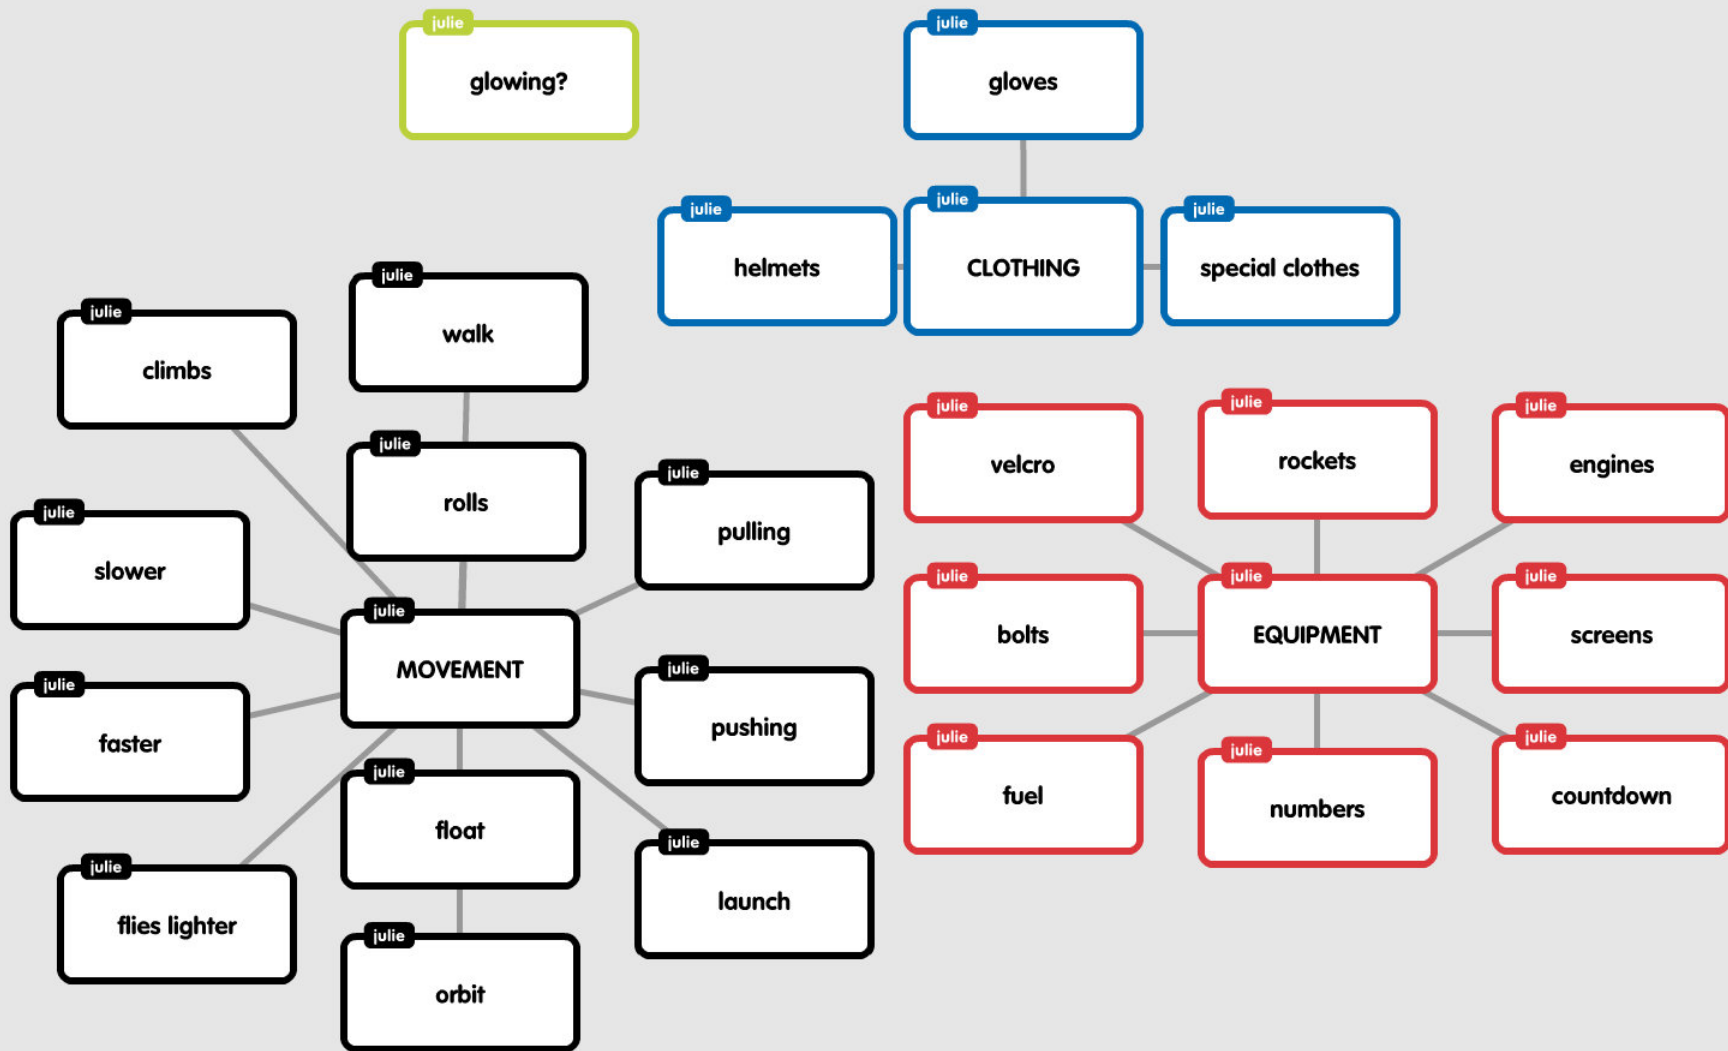 julie
glowing?
julie
gloves
julie
helmets
julie
CLOTHING
julie
special clothes
julie
walk
julie
climbs
julie
rolls
julie
pulling
julie
slower
julie
MOVEMENT
julie
faster
julie
pushing
julie
float
julie
launch
julie
flies lighter
julie
orbit
julie
velcro
julie
rockets
julie
engines
julie
bolts
julie
EQUIPMENT
julie
screens
julie
fuel
julie
numbers
julie
countdown